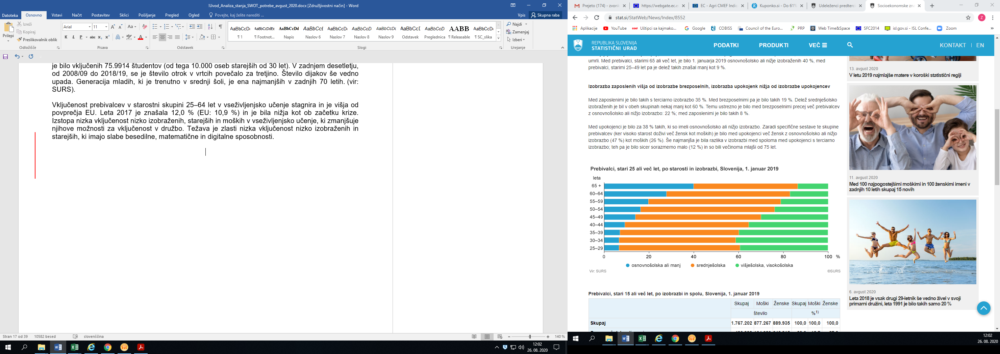 !Uvod_Analiza_stanja_SWOT_potrebe_avgust_2020.docx [Združljivostni način] - Word
Datoteka Osnovno Vstavi Načrt Postavitev Sklici Pošiljanje Pregled Ogled Povejte, kaj želite narediti ... Vpis Skupna raba
Prilepi
Izreži
Kopiraj
Preslikovalnik oblik
Odložišče
Arial 11
K L P abc x₂ x²
Pisava
Odstavek
¶ 1 ¶ Footnot... Napis Naslov 6 Naslov 7 Naslov 8 Naslov 9 Odstavek Preglednica ¶ Releasable ¶ SC_slika
Slogi
Najdi
Zamenjaj
Izberi
Urejanje
je bilo vključenih 75.9914 študentov (od tega 10.000 oseb starejših od 30 let). V zadnjem desetletju,
od 2008/09 do 2018/19, se je število otrok v vrtcih povečalo za tretjino. Število dijakov še vedno
upada. Generacija mladih, ki je trenutno v srednji šoli, je ena najmanjših v zadnjih 70 letih. (vir:
SURS).
Vključenost prebivalcev v starostni skupini 25–64 let v vseživljenjsko učenje stagnira in je višja od
povprečja EU. Leta 2017 je znašala 12,0 % (EU: 10,9 %) in je bila nižja kot ob začetku krize.
Izstopa nizka vključenost nizko izobraženih, starejših in moških v vseživljenjsko učenje, ki zmanjšuje
njihove možnosti za vključenost v družbo. Težava je zlasti nizka vključenost nizko izobraženih in
starejših, ki imajo slabe besedilne, matematične in digitalne sposobnosti.
Stran 17 od 39 10582 besed slovenščina 140 %
12:02
26. 08. 2020
Prejeto (174) - zvonk
https://webgate.ec.e
EC - Agri CMEF Indic
Kuponko.si - Do 61%
Udeleženci predterc
Socioekonomske zna
stat.si/StatWeb/News/Index/8552
Aplikacije YouTube Uštipci sa kajmako... Google COBISS Council of the Euro... PRP Web Time&Space SFC2014 isl.gov.si - ISL Confe... Zoom »
REPUBLIKA SLOVENIJA
STATISTIČNI URAD
PODATKI PRODUKTI VEČ KONTAKT | EN
umrli. Med prebivalci, starimi 65 ali več let, je bilo 1. januarja 2019 osnovnošolsko ali nižje izobraženih 40 %, med
prebivalci, starimi 25–49 let pa je delež takih znašal manj kot 9 %.
Izobrazba zaposlenih višja od izobrazbe brezposelnih, izobrazba upokojenk nižja od izobrazbe upokojencev
Med zaposlenimi je bilo takih s terciarno izobrazbo 35 %. Med brezposelnimi pa je bilo takih 19 %. Delež srednješolsko
izobraženih je bil v obeh skupinah nekaj manj kot 60 %. Temu ustrezno je bilo med brezposelnimi precej več prebivalcev
z osnovnošolsko ali nižjo izobrazbo: 22 %; med zaposlenimi je bilo takih 8 %.
Med upokojenci je bilo za 38 % takih, ki so imeli osnovnošolsko ali nižjo izobrazbo. Zaradi specifične sestave te skupine
prebivalcev (ker visoko starost doživi več žensk kot moških) je bilo med upokojenci več žensk z osnovnošolsko ali nižjo
izobrazbo (47 %) kot moških (26 %). Še najmanjša je bila razlika v izobrazbi med spoloma med upokojenci s terciarno
izobrazbo; teh pa je bilo sicer sorazmerno malo (12 %) in so bili večinoma mlajši od 75 let.
Prebivalci, stari 25 ali več let, po starosti in izobrazbi, Slovenija, 1. januar 2019
leta
65 +
60–64
55–59
50–54
45–49
40–44
35–39
30–34
25–29
0 20 40 60 80 100 %
osnovnošolska ali manj srednješolska višješolska, visokošolska
Vir: SURS ©SURS
Prebivalci, stari 15 ali več let, po izobrazbi in spolu, Slovenija, 1. januar 2019
Skupaj Moški Ženske Skupaj Moški Ženske
število %1)
Skupaj 1.767.202 877.267 889.935 100,0 100,0 100,0
13. avgust 2020
V letu 2019 najmlajše matere v koroški statistični regiji
11. avgust 2020
Med 100 najpogostejšimi moškimi in 100 ženskimi imeni v
zadnjih 10 letih skupaj 15 novih
6. avgust 2020
Leta 2018 je vsak drugi 29-letnik še vedno živel v svoji
primarni družini, leta 1991 je bilo takih samo 20 %
12:02
26. 08. 2020